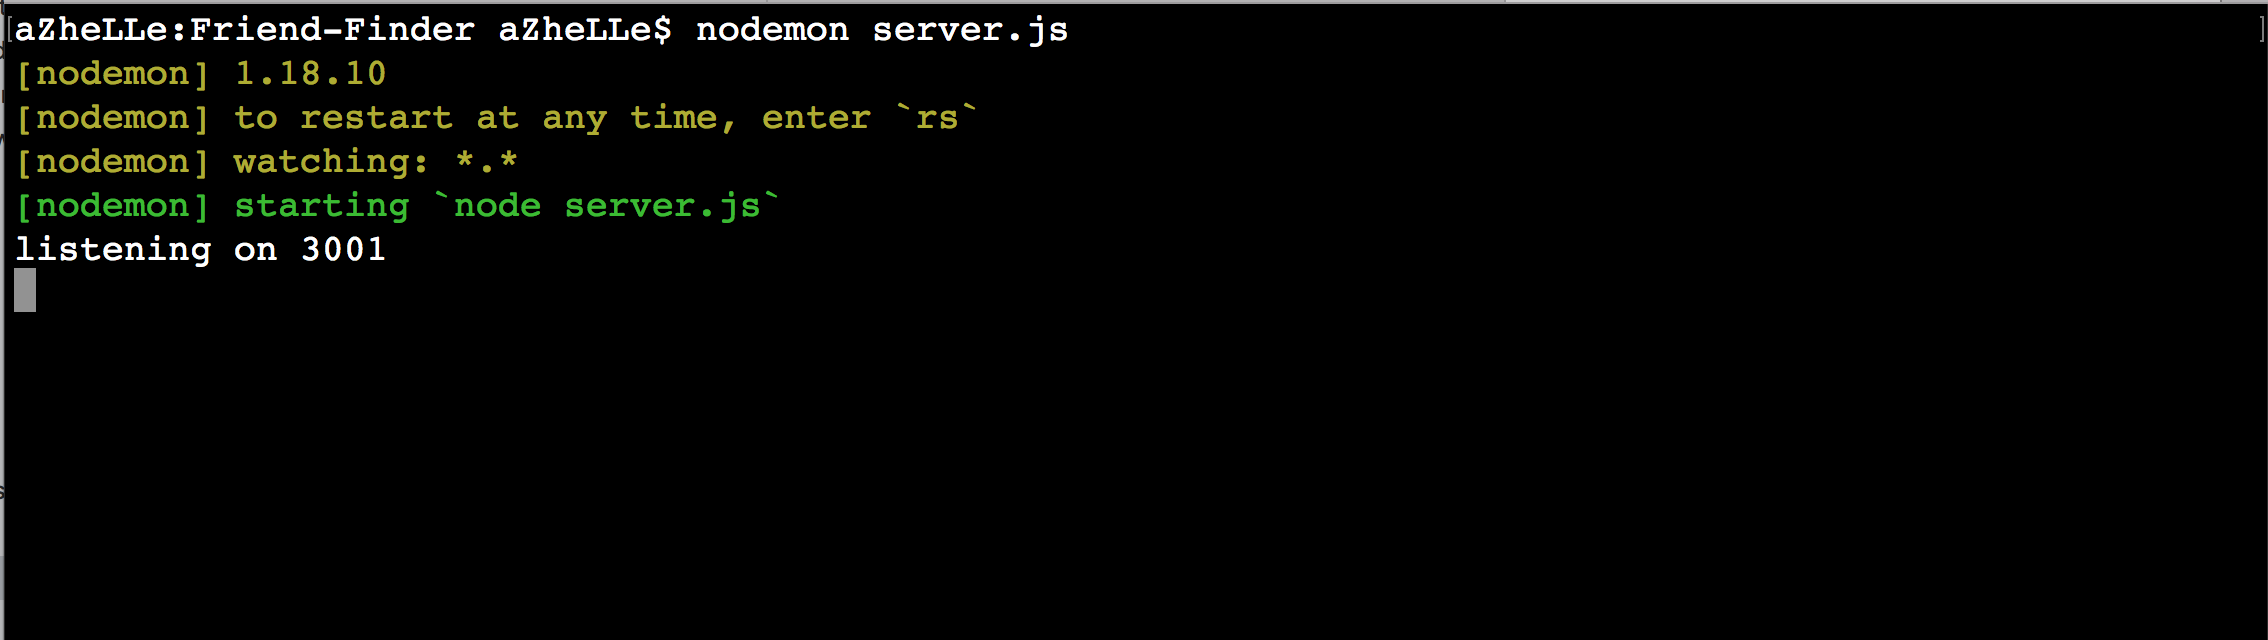 [aZheLLe:Friend-Finder aZheLLe$ nodemon server.js ]
[nodemon] 1.18.10
[nodemon] to restart at any time, enter `rs`
[nodemon] watching: *.*
[nodemon] starting `node server.js`
listening on 3001